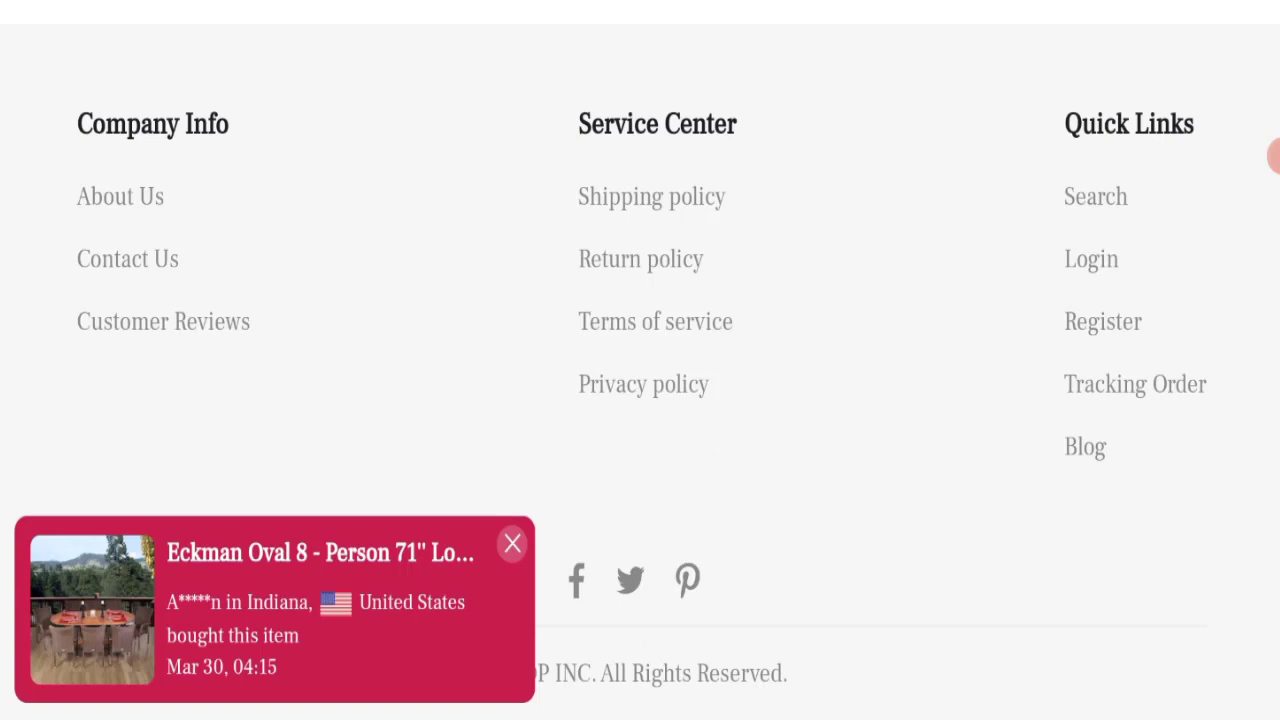 Company Info
Service Center
Quick Links
About Us
Shipping policy
Search
Contact Us
Return policy
Login
Customer Reviews
Terms of service
Register
Privacy policy
Tracking Order
Blog
Eckman Oval 8 - Person 71" Lo...
A*****n in Indiana, United States
bought this item
Mar 30, 04:15
INC. All Rights Reserved.